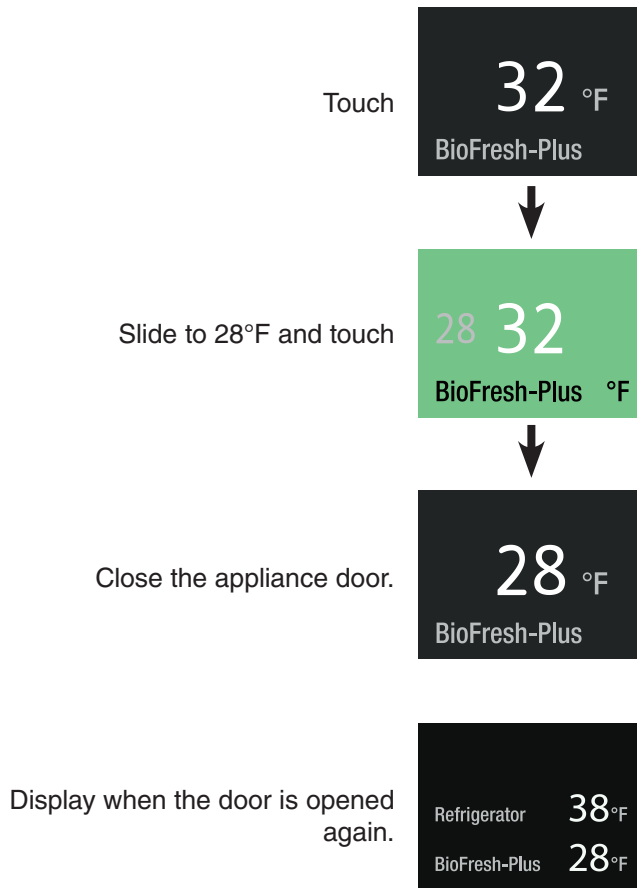 Touch
32 °F
BioFresh-Plus
Slide to 28°F and touch
28 32
BioFresh-Plus °F
Close the appliance door.
28 °F
BioFresh-Plus
Display when the door is opened
again.
Refrigerator 38°F
BioFresh-Plus 28°F